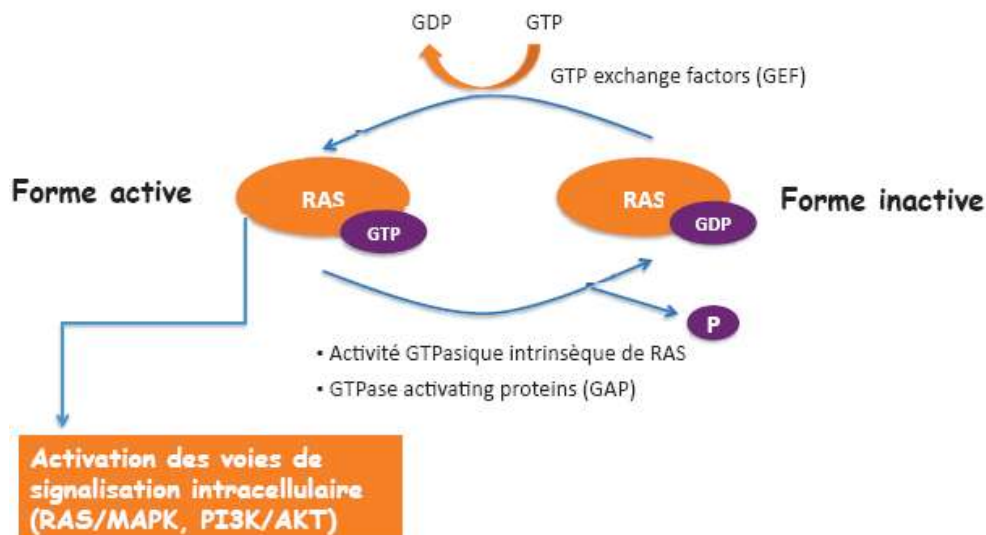 GDP GTP
GTP exchange factors (GEF)
Forme active
RAS
GTP
RAS
GDP
Forme inactive
P
• Activité GTPasique intrinsèque de RAS
• GTPase activating proteins (GAP)
Activation des voies de
signalisation intracellulaire
(RAS/MAPK, PI3K/AKT)